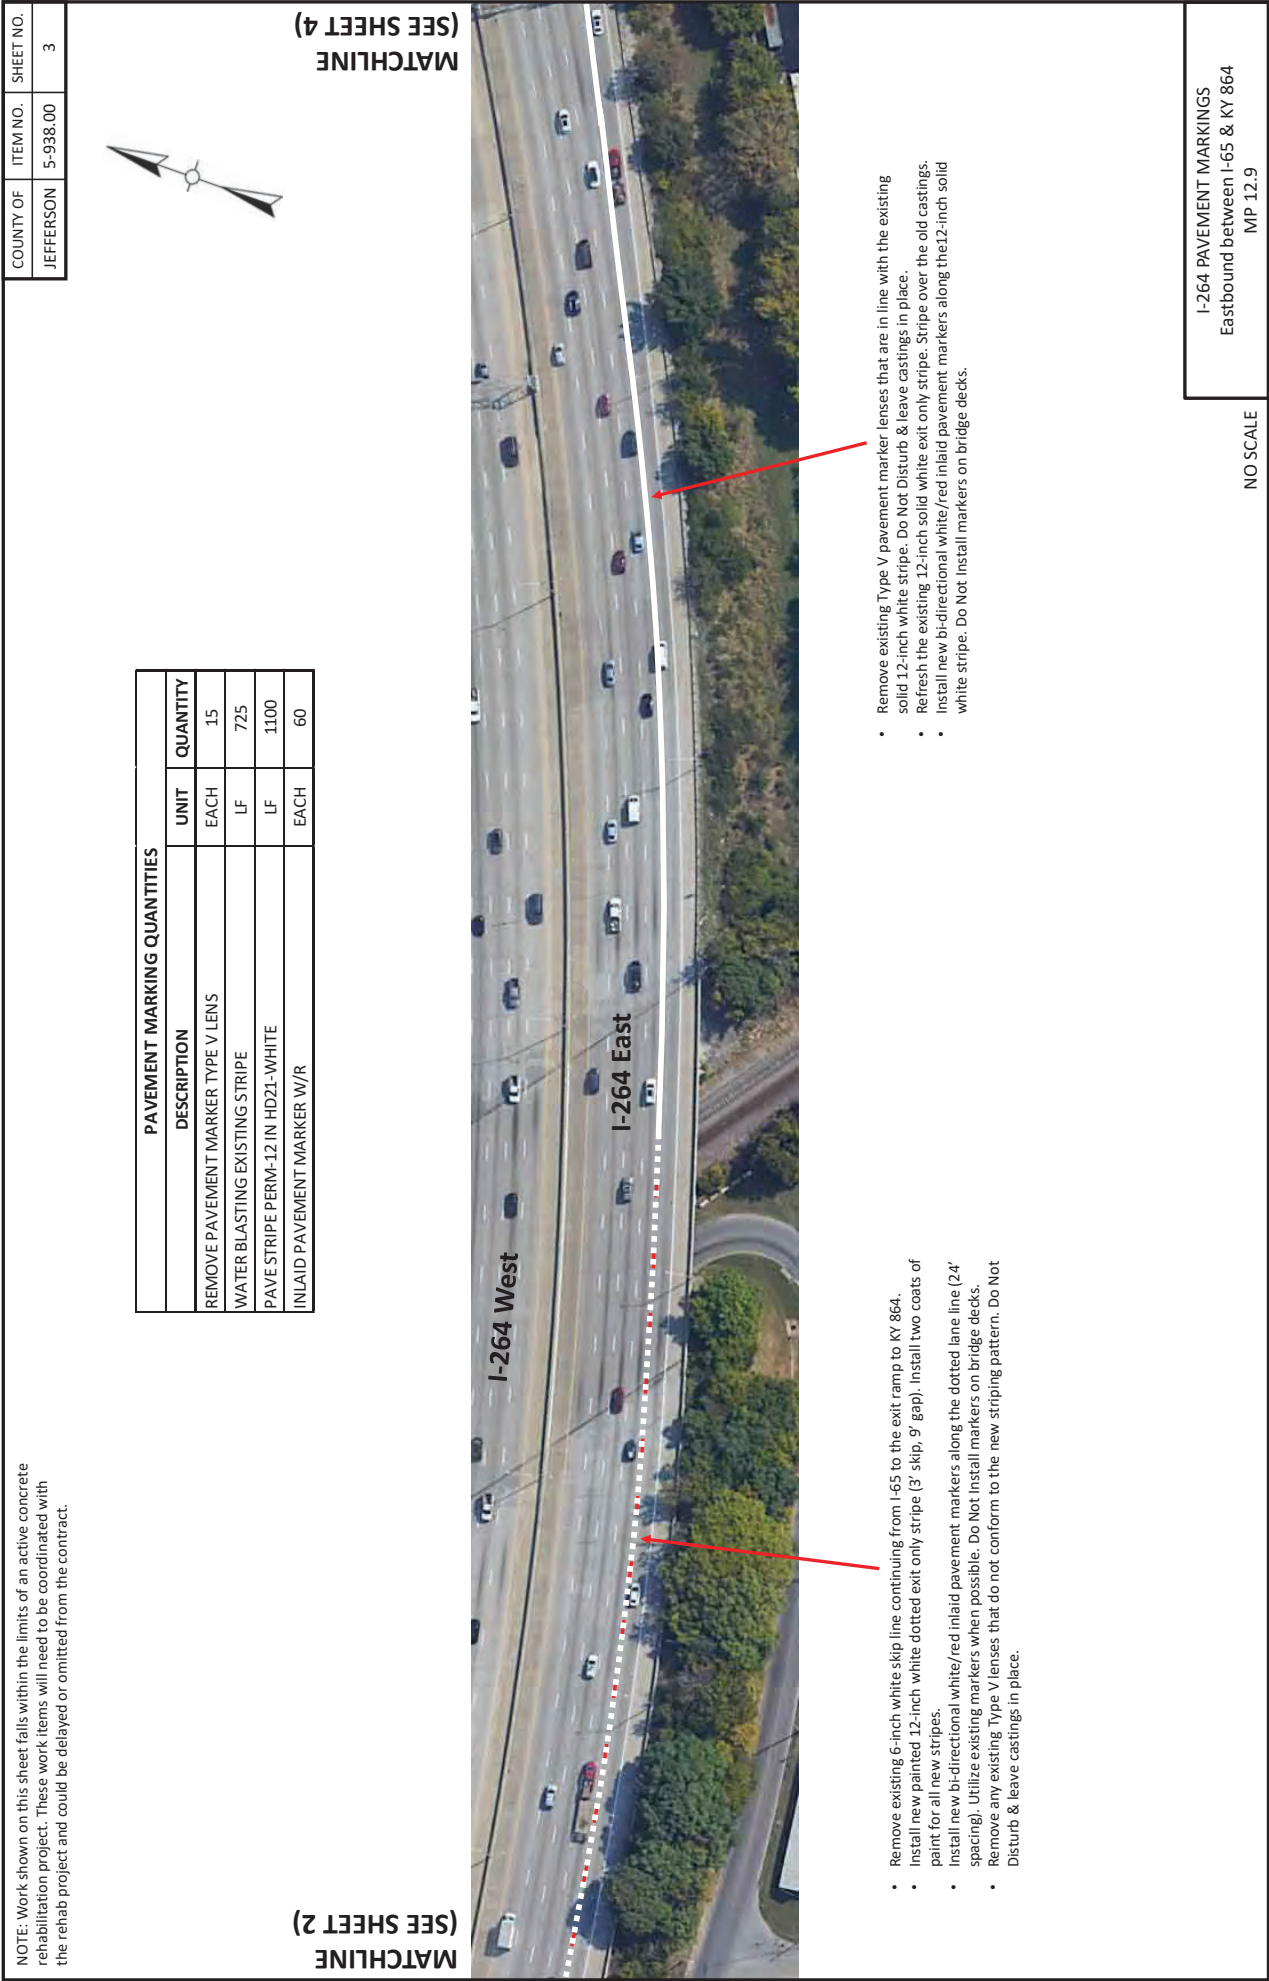 NOTE: Work shown on this sheet falls within the limits of an active concrete
rehabilitation project. These work items will need to be coordinated with
the rehab project and could be delayed or omitted from the contract.
COUNTY OF ITEM NO. SHEET NO.
JEFFERSON 5-938.00 3
PAVEMENT MARKING QUANTITIES
DESCRIPTION UNIT QUANTITY
REMOVE PAVEMENT MARKER TYPE V LENS EACH 15
WATER BLASTING EXISTING STRIPE LF 725
PAVE STRIPE PERM-12 IN HD21-WHITE LF 1100
INLAID PAVEMENT MARKER W/R EACH 60
MATCHLINE
(SEE SHEET 2)
MATCHLINE
(SEE SHEET 4)
I-264 West
I-264 East
• Remove existing 6-inch white skip line continuing from I-65 to the exit ramp to KY 864.
• Install new painted 12-inch white dotted exit only stripe (3’ skip, 9’ gap). Install two coats of
paint for all new stripes.
• Install new bi-directional white/red inlaid pavement markers along the dotted lane line (24’
spacing). Utilize existing markers when possible. Do Not Install markers on bridge decks.
• Remove any existing Type V lenses that do not conform to the new striping pattern. Do Not
Disturb & leave castings in place.
• Remove existing Type V pavement marker lenses that are in line with the existing
solid 12-inch white stripe. Do Not Disturb & leave castings in place.
• Refresh the existing 12-inch solid white exit only stripe. Stripe over the old castings.
• Install new bi-directional white/red inlaid pavement markers along the12-inch solid
white stripe. Do Not Install markers on bridge decks.
NO SCALE
I-264 PAVEMENT MARKINGS
Eastbound between I-65 & KY 864
MP 12.9